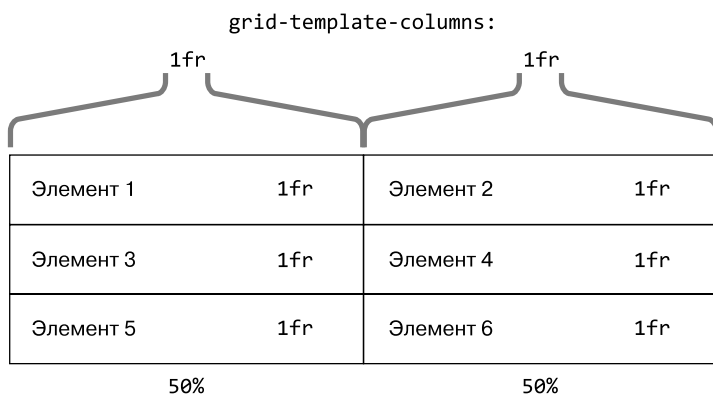 grid-template-columns:
1fr 1fr
Элемент 1 1fr Элемент 2 1fr
Элемент 3 1fr Элемент 4 1fr
Элемент 5 1fr Элемент 6 1fr
50% 50%